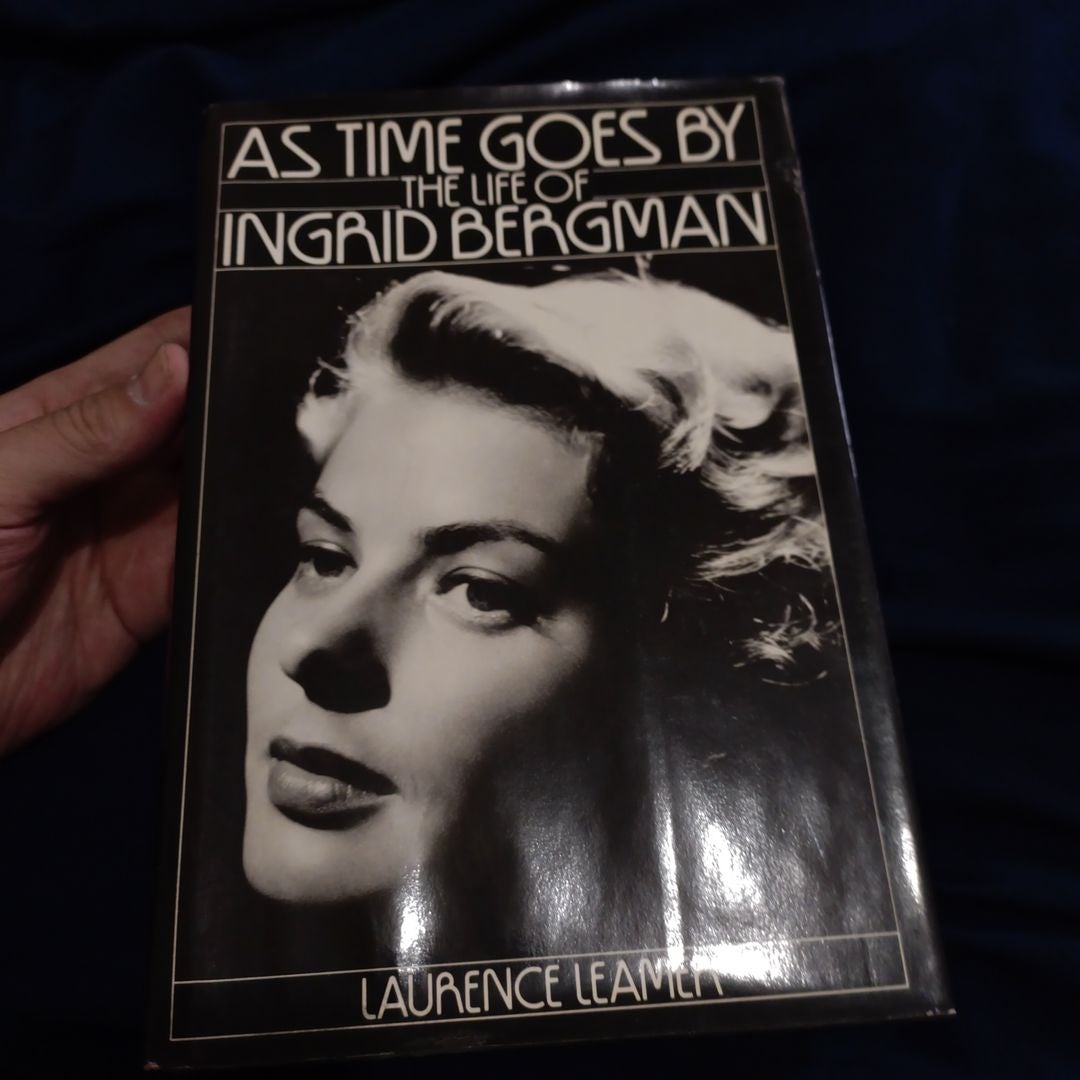 AS TIME GOES BY
THE LIFE OF
INGRID BERGMAN
LAURENCE LEAMER